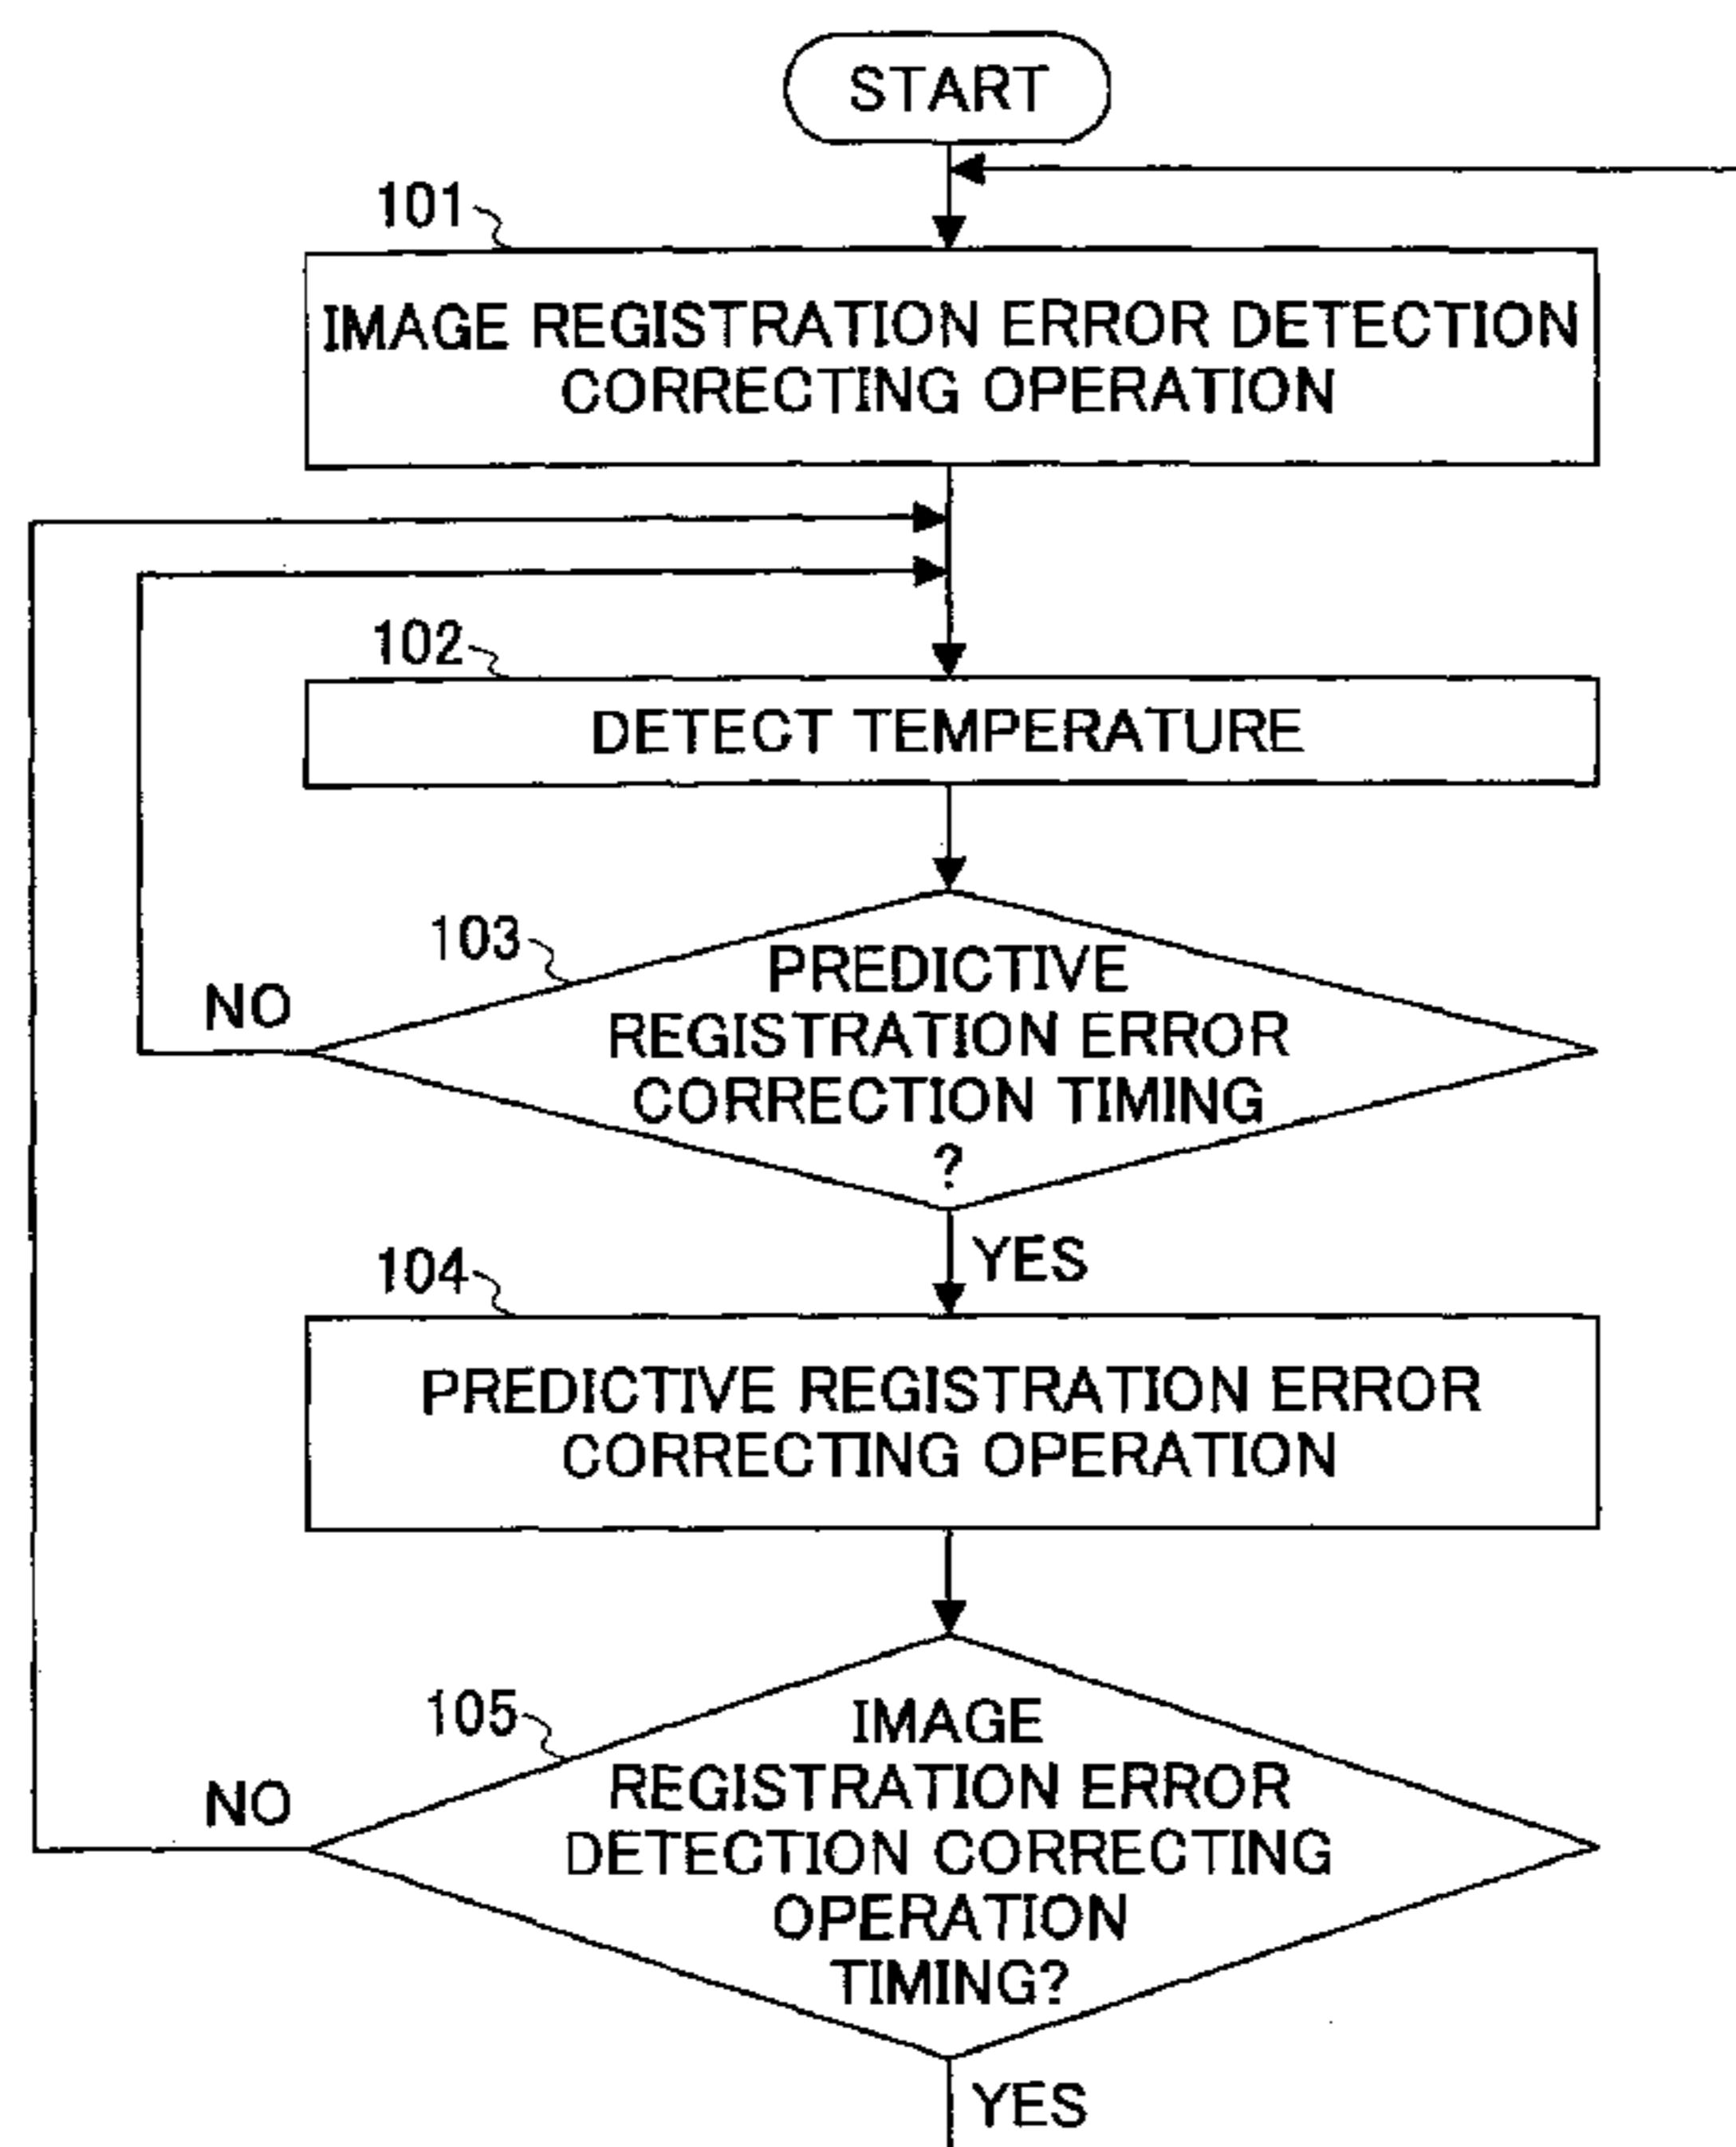 START
101
IMAGE REGISTRATION ERROR DETECTION
CORRECTING OPERATION
102
DETECT TEMPERATURE
103
PREDICTIVE
REGISTRATION ERROR
CORRECTION TIMING
?
NO
YES
104
PREDICTIVE REGISTRATION ERROR
CORRECTING OPERATION
105
IMAGE
REGISTRATION ERROR
DETECTION CORRECTING
OPERATION
TIMING?
NO
YES